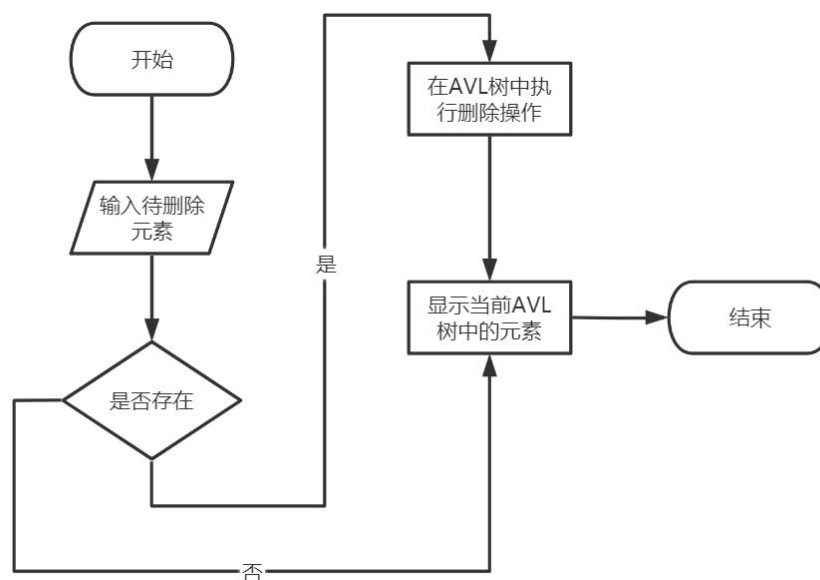 开始
输入待删除
元素
是否存在
是
否
在AVL树中执
行删除操作
显示当前AVL
树中的元素
结束